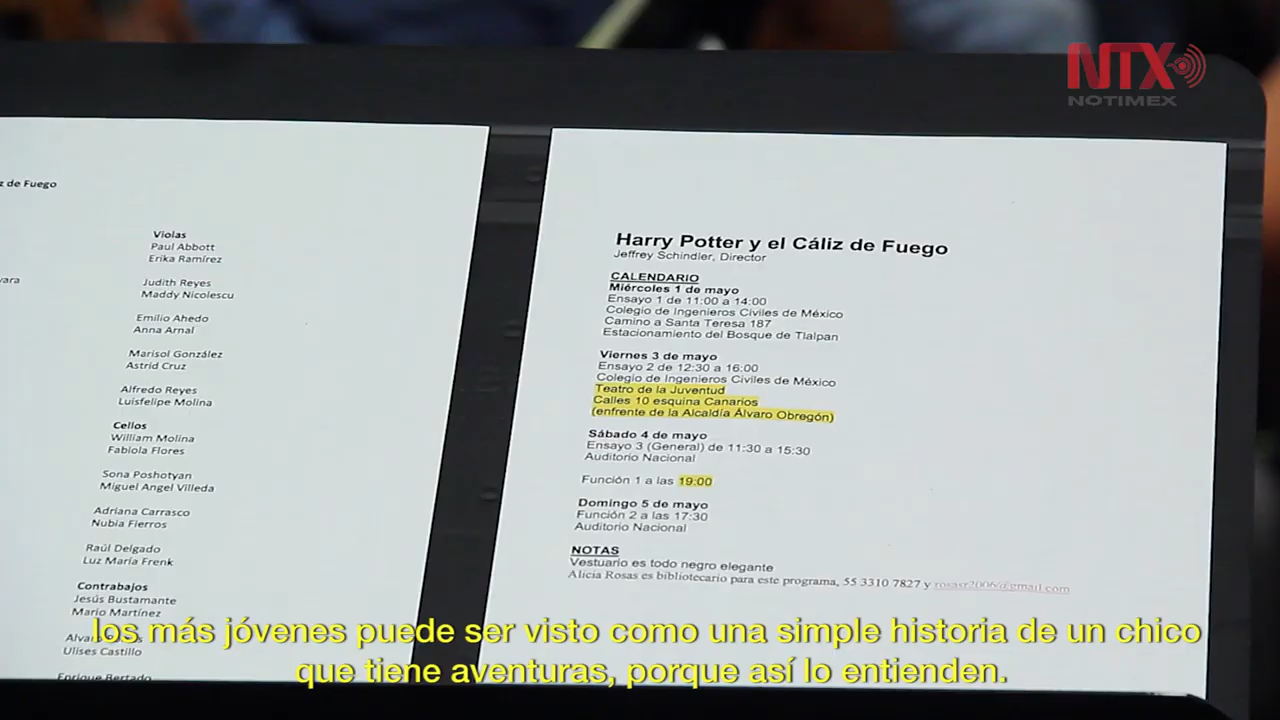 NTX
NOTIMEX
z de Fuego
vara
Violas
Paul Abbott
Erika Ramírez
Judith Reyes
Maddy Nicolescu
Emilio Ahedo
Anna Arnal
Marisol González
Astrid Cruz
Alfredo Reyes
Luisfelipe Molina
Cellos
William Molina
Fabiola Flores
Sona Poshotyan
Miguel Angel Villeda
Adriana Carrasco
Nubia Fierros
Raúl Delgado
Luz María Frenk
Contrabajos
Jesús Bustamante
Mario Martínez
Ulises Castillo
Enrique Bertado
Harry Potter y el Cáliz de Fuego
Jeffrey Schindler, Director
CALENDARIO
Miércoles 1 de mayo
Ensayo 1 de 11:00 a 14:00
Colegio de Ingenieros Civiles de México
Camino a Santa Teresa 187
Estacionamiento del Bosque de Tlalpan
Viernes 3 de mayo
Ensayo 2 de 12:30 a 16:00
Colegio de Ingenieros Civiles de México
Teatro de la Juventud
Calles 10 esquina Canarios
(enfrente de la Alcaldía Álvaro Obregón)
Sábado 4 de mayo
Ensayo 3 (General) de 11:30 a 15:30
Auditorio Nacional
Función 1 a las 19:00
Domingo 5 de mayo
Función 2 a las 17:30
Auditorio Nacional
NOTAS
Vestuario es todo negro elegante
Alicia Rosas es bibliotecario para este programa, 55 3310 7827 y rosasr2006@gmail.com
los más jóvenes puede ser visto como una simple historia de un chico
que tiene aventuras, porque así lo entienden.